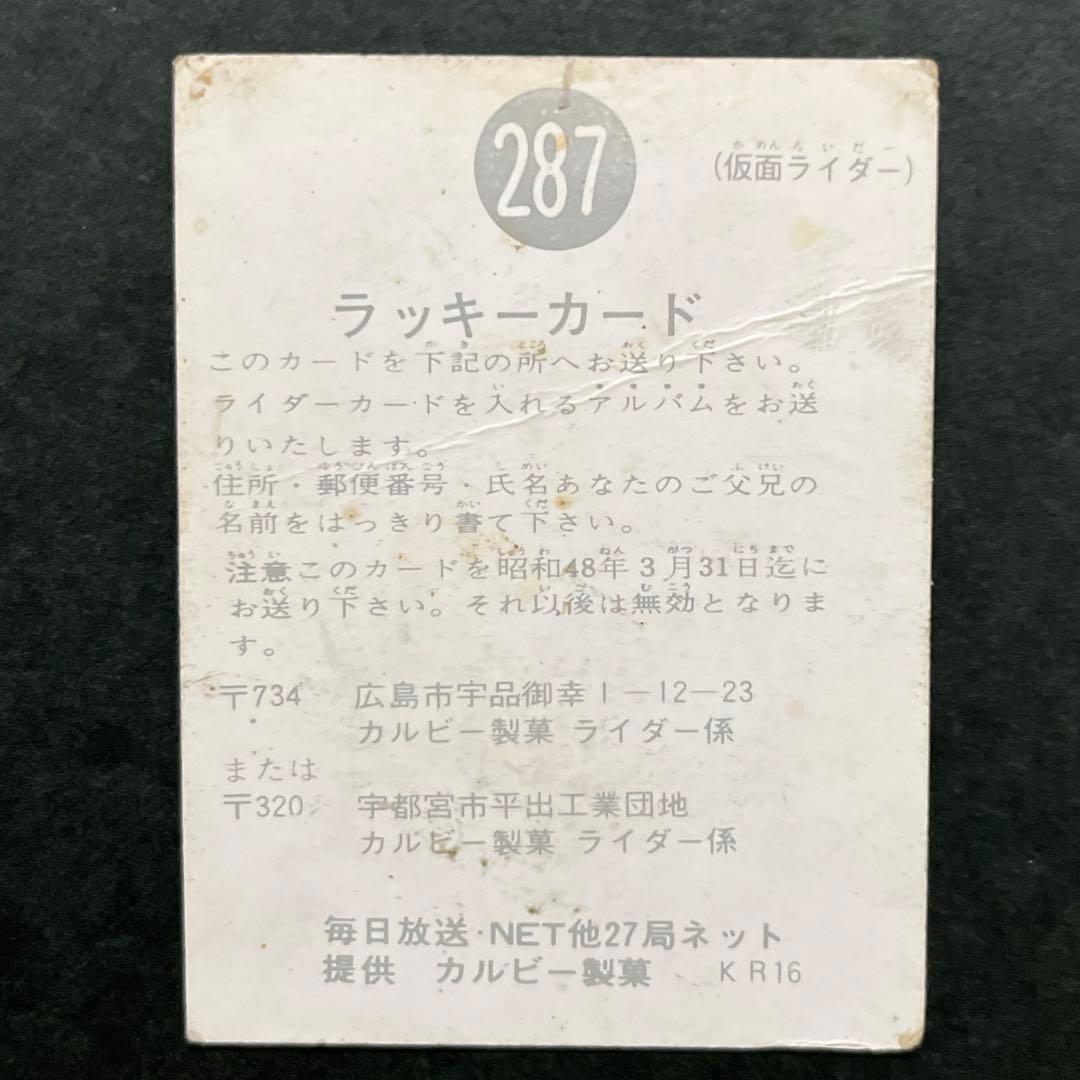 287
(仮面ライダー)
かめんらいだー
ラッキーカード
このカードを下記の所へお送り下さい。
ライダーカードを入れるアルバムをお送
りいたします。
住所・郵便番号・氏名あなたのご父兄の
名前をはっきり書て下さい。
注意このカードを昭和48年3月31日迄に
お送り下さい。それ以後は無効となりま
す。
〒734 広島市宇品御幸1-12-23
カルビー製菓 ライダー係
または
〒320 宇都宮市平出工業団地
カルビー製菓 ライダー係
毎日放送・NET他27局ネット
提供 カルビー製菓 KR16